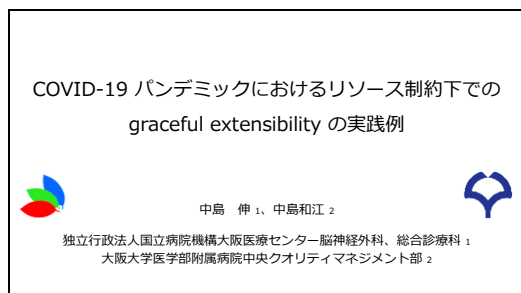 COVID-19 パンデミックにおけるリソース制約下での
graceful extensibility の実践例
中島　伸 1、中島和江 2
独立行政法人国立病院機構大阪医療センター脳神経外科、総合診療科 1
大阪大学医学部附属病院中央クオリティマネジメント部 2